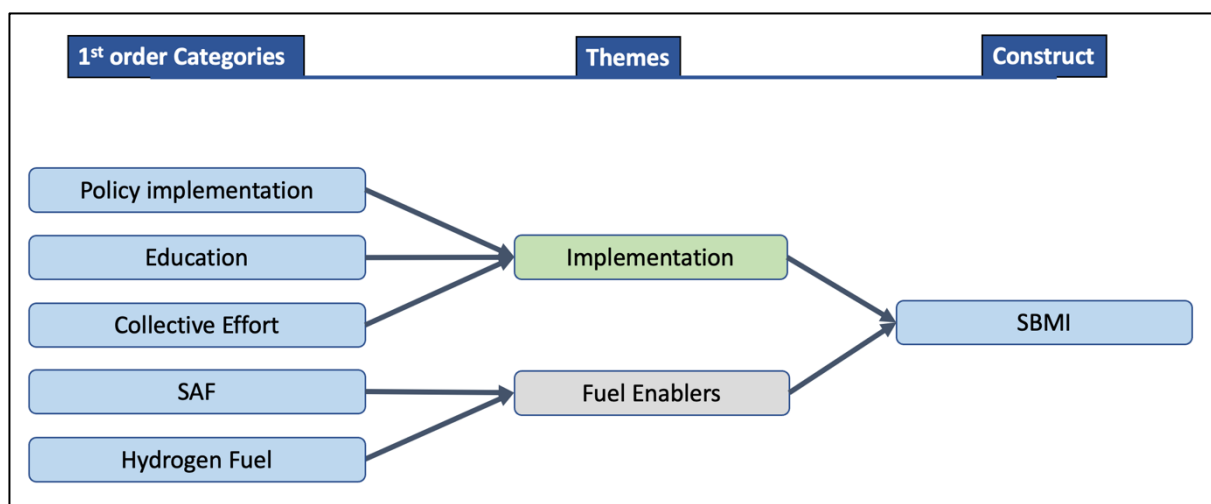 1st order Categories
Themes
Construct
Policy implementation
Education
Implementation
Collective Effort
SBMI
SAF
Fuel Enablers
Hydrogen Fuel